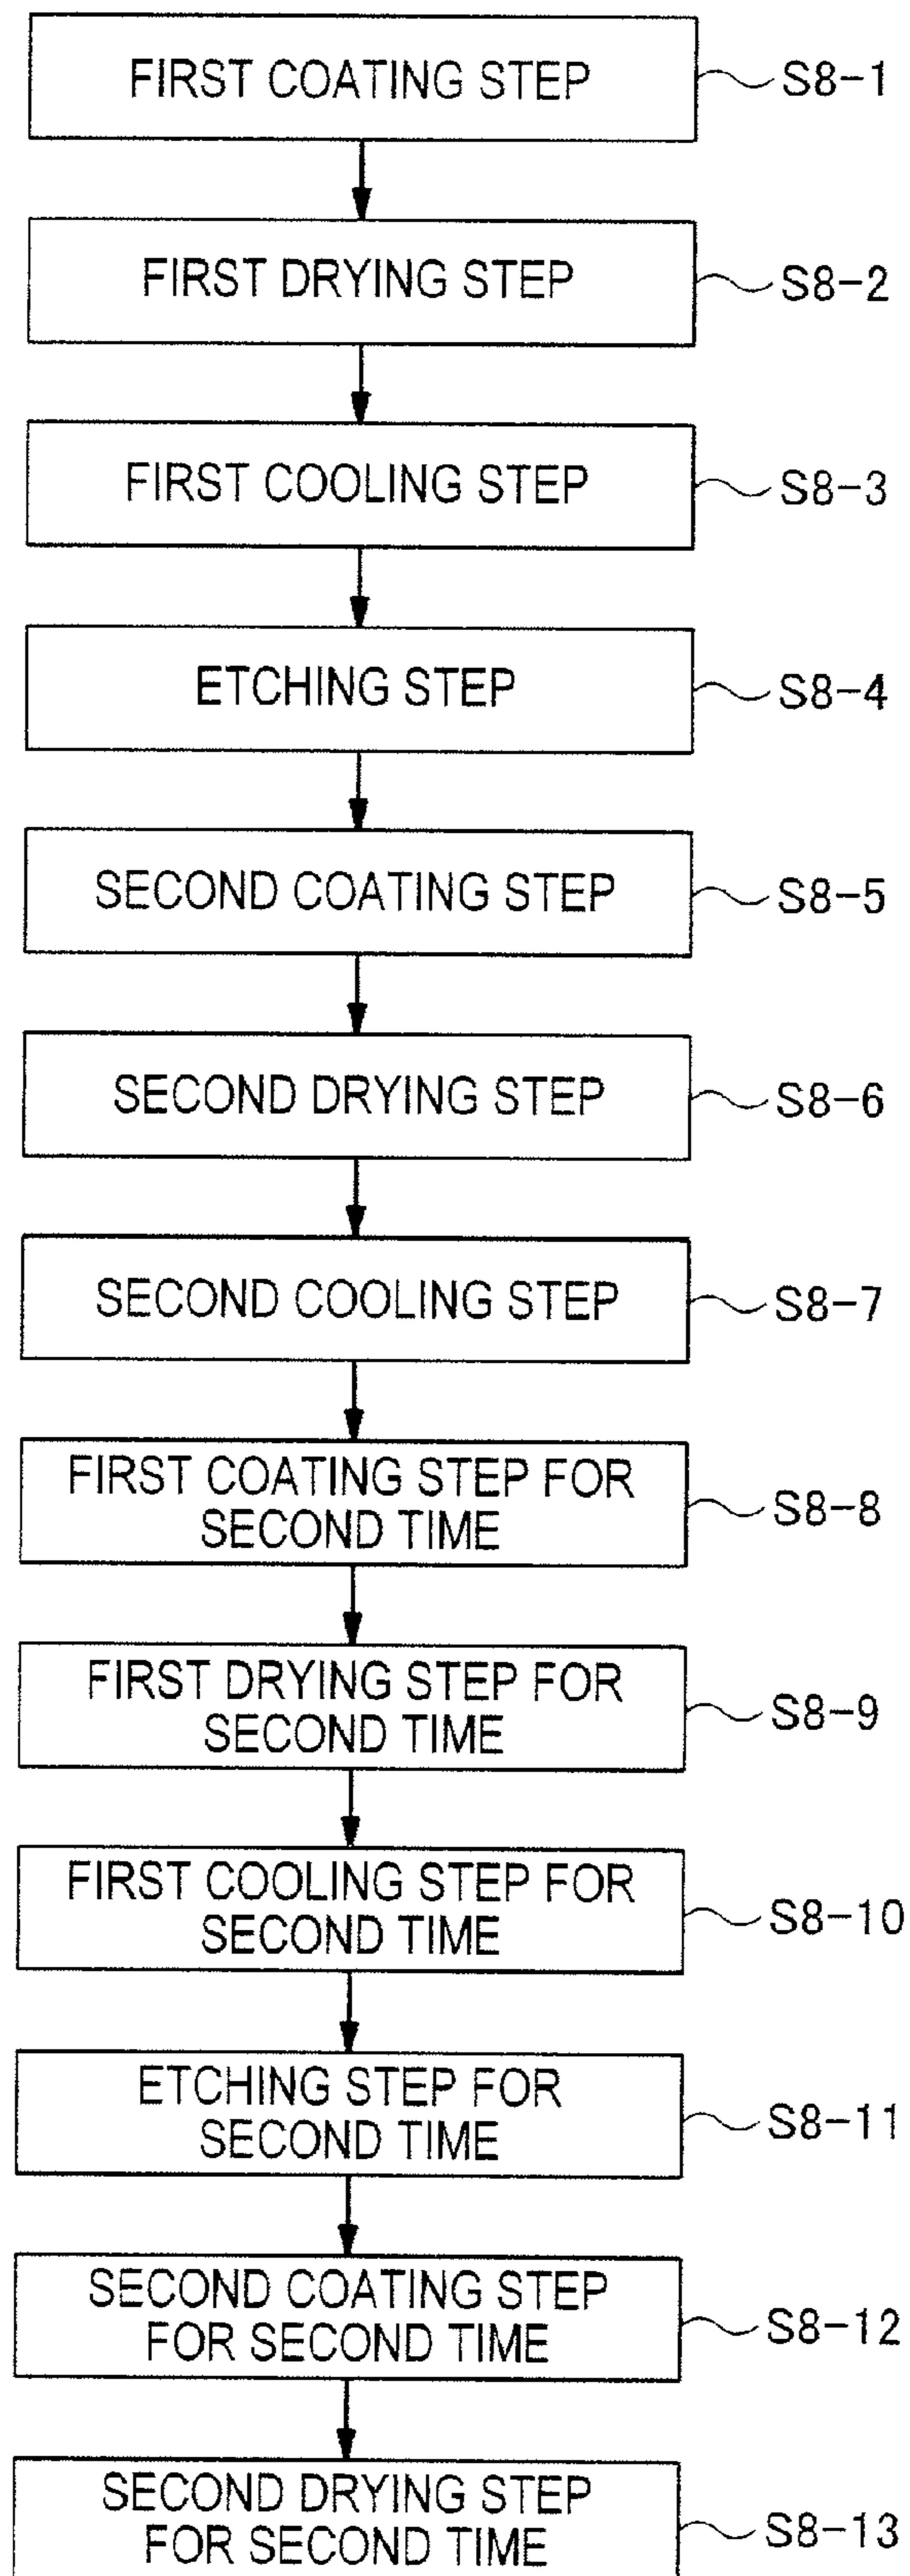 FIRST COATING STEP
S8-1
FIRST DRYING STEP
S8-2
FIRST COOLING STEP
S8-3
ETCHING STEP
S8-4
SECOND COATING STEP
S8-5
SECOND DRYING STEP
S8-6
SECOND COOLING STEP
S8-7
FIRST COATING STEP FOR
SECOND TIME
S8-8
FIRST DRYING STEP FOR
SECOND TIME
S8-9
FIRST COOLING STEP FOR
SECOND TIME
S8-10
ETCHING STEP FOR
SECOND TIME
S8-11
SECOND COATING STEP
FOR SECOND TIME
S8-12
SECOND DRYING STEP
FOR SECOND TIME
S8-13